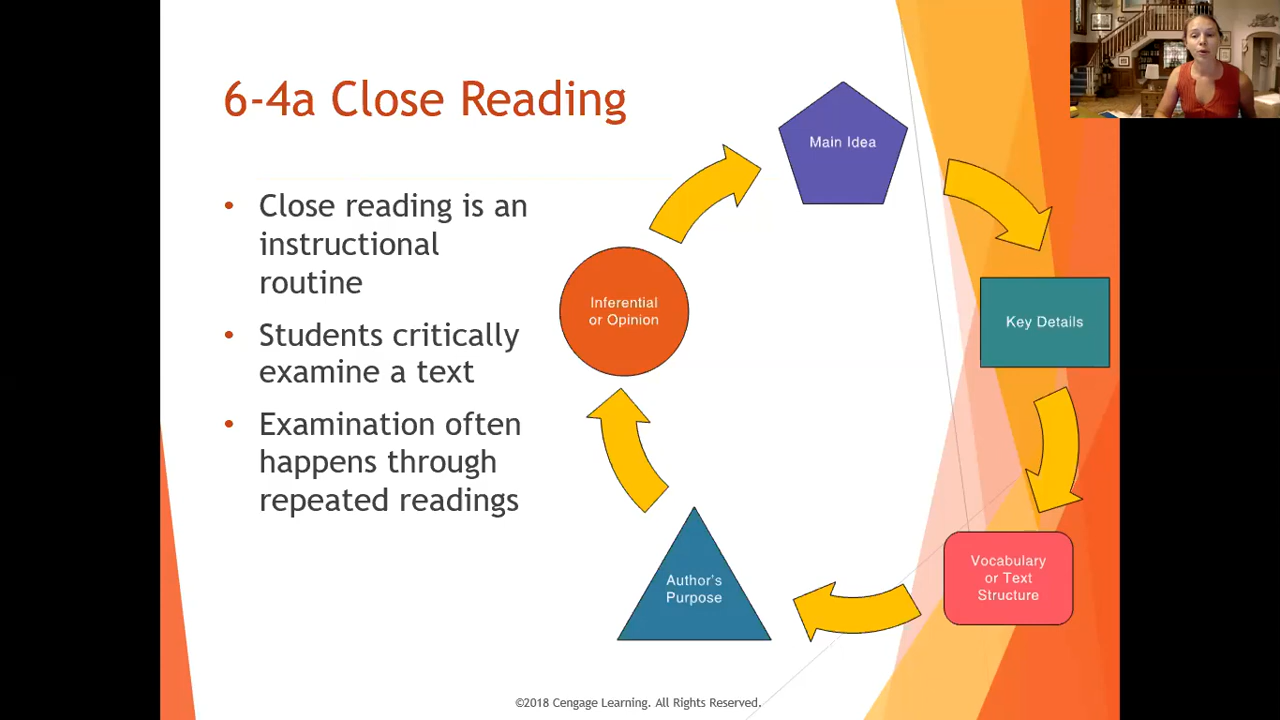 6-4a Close Reading
• Close reading is an
instructional
routine
• Students critically
examine a text
• Examination often
happens through
repeated readings
Main Idea
Key Details
Vocabulary
or Text
Structure
Author's
Purpose
Inferential
or Opinion
©2018 Cengage Learning. All Rights Reserved.